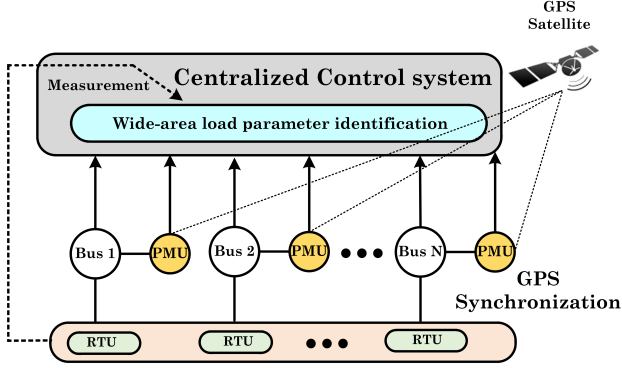 GPS
Satellite
Centralized Control system
Measurement
Wide-area load parameter identification
Bus 1
PMU
Bus 2
PMU
Bus N
PMU
GPS
Synchronization
RTU
RTU
RTU